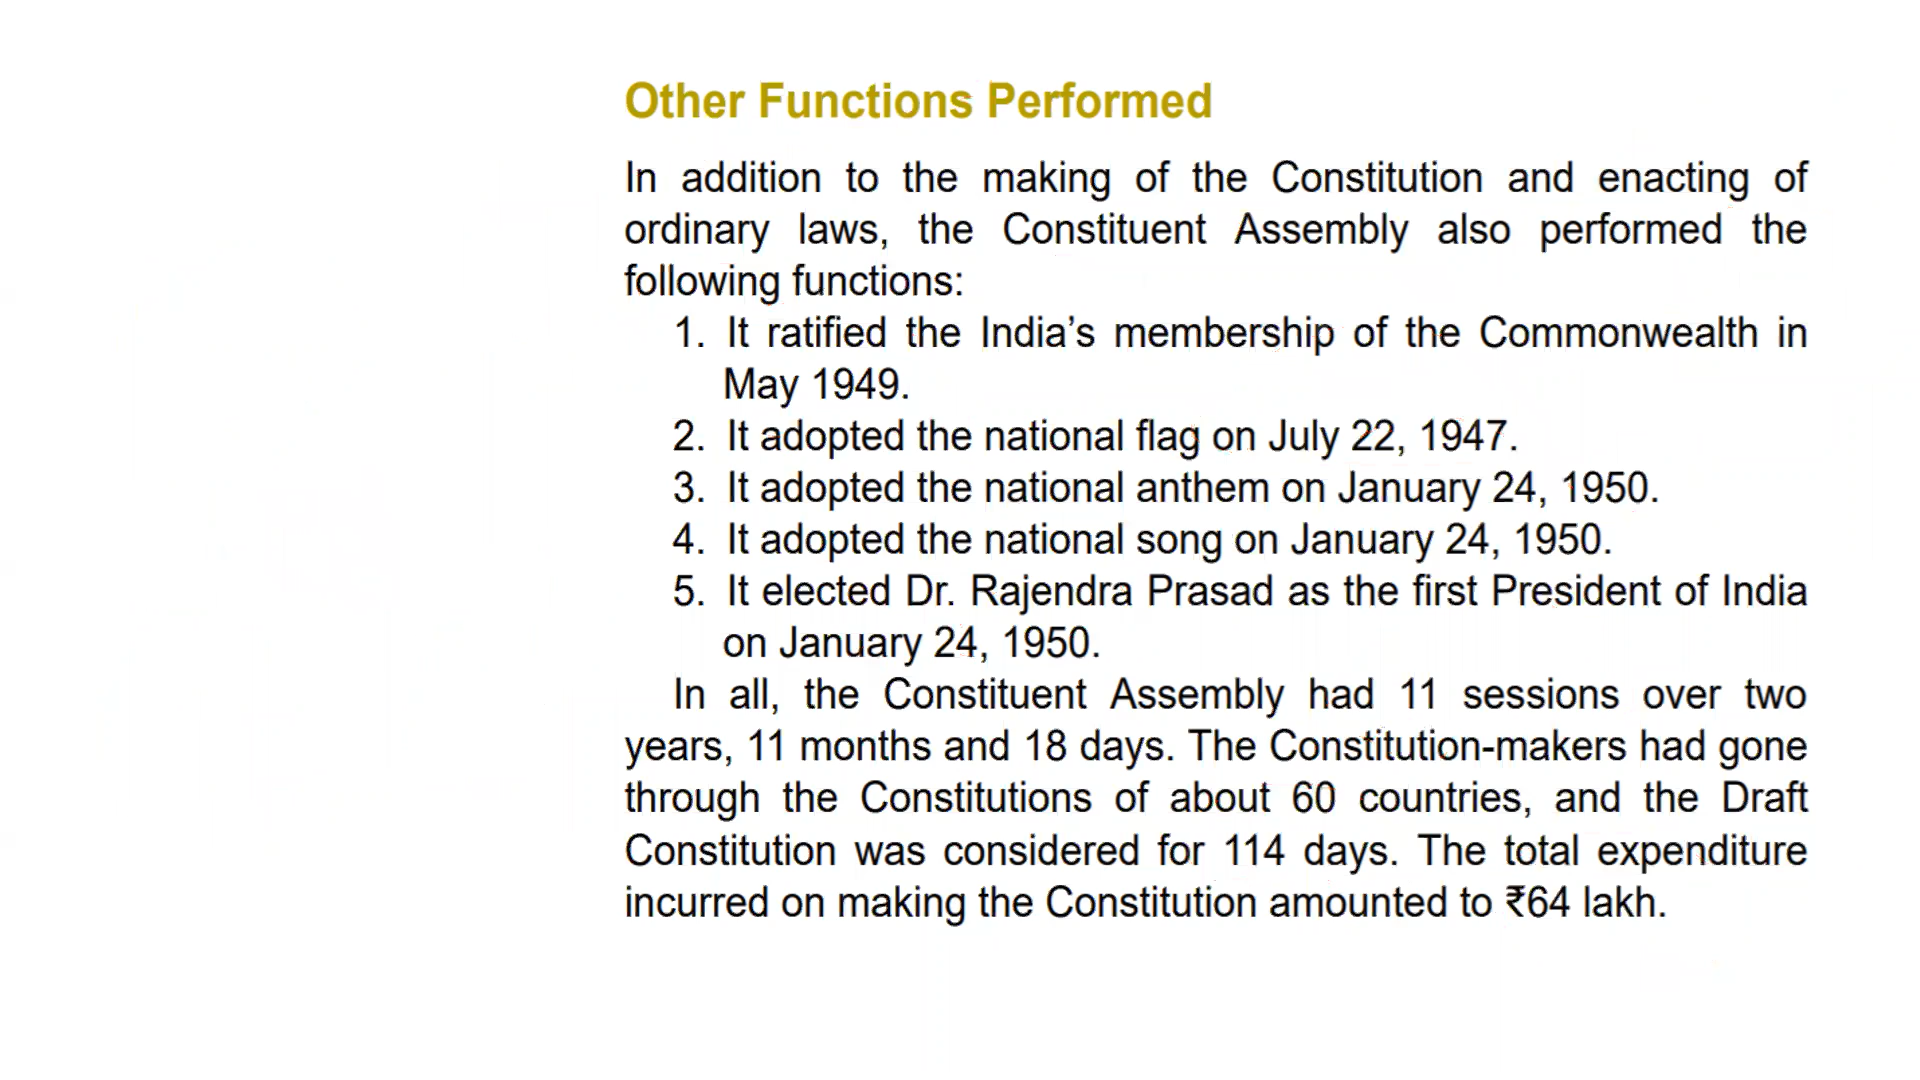 Other Functions Performed
In addition to the making of the Constitution and enacting of
ordinary laws, the Constituent Assembly also performed the
following functions:
1. It ratified the India’s membership of the Commonwealth in
May 1949.
2. It adopted the national flag on July 22, 1947.
3. It adopted the national anthem on January 24, 1950.
4. It adopted the national song on January 24, 1950.
5. It elected Dr. Rajendra Prasad as the first President of India
on January 24, 1950.
In all, the Constituent Assembly had 11 sessions over two
years, 11 months and 18 days. The Constitution-makers had gone
through the Constitutions of about 60 countries, and the Draft
Constitution was considered for 114 days. The total expenditure
incurred on making the Constitution amounted to ₹64 lakh.